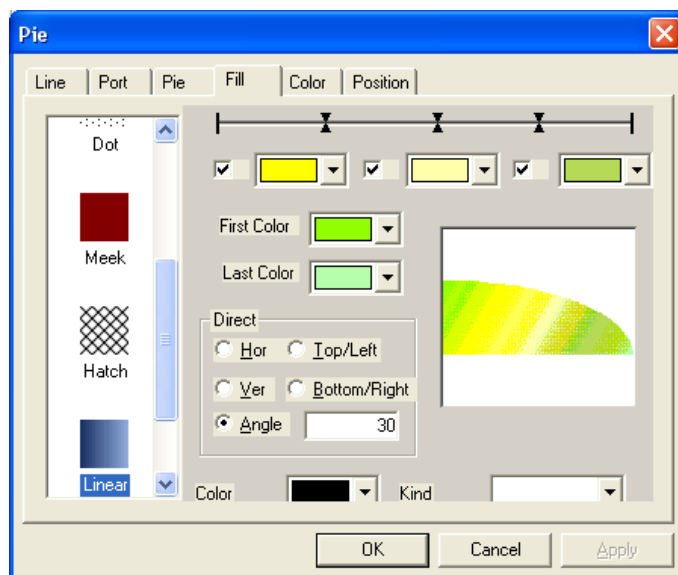 Pie
Line Port Pie Fill Color Position
Dot
Meek
Hatch
Linear
First Color
Last Color
Direct
Hor Top/Left
Ver Bottom/Right
Angle 30
Color Kind
OK Cancel Apply